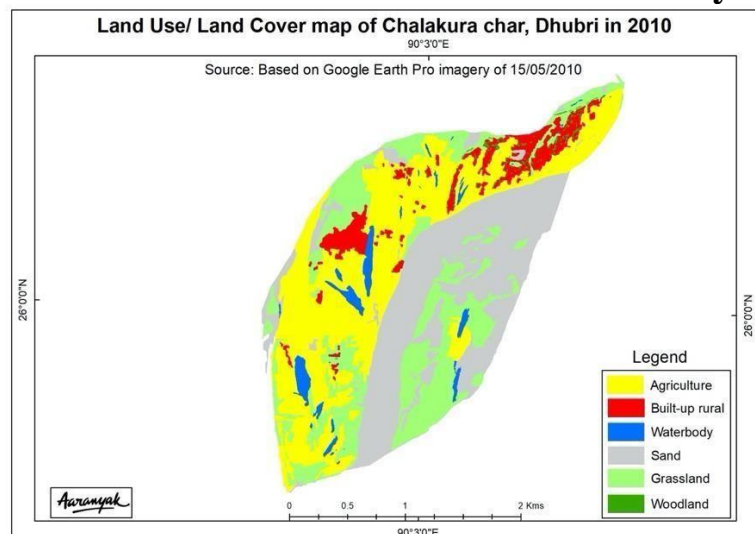 Land Use/ Land Cover map of Chalakura char, Dhubri in 2010
90°3'0"E
Source: Based on Google Earth Pro imagery of 15/05/2010
26°0'0"N
26°0'0"N
Legend
Agriculture
Built-up rural
Waterbody
Sand
Grassland
Woodland
Aaranyak
0 0.5 1 2 Kms
90°3'0"E